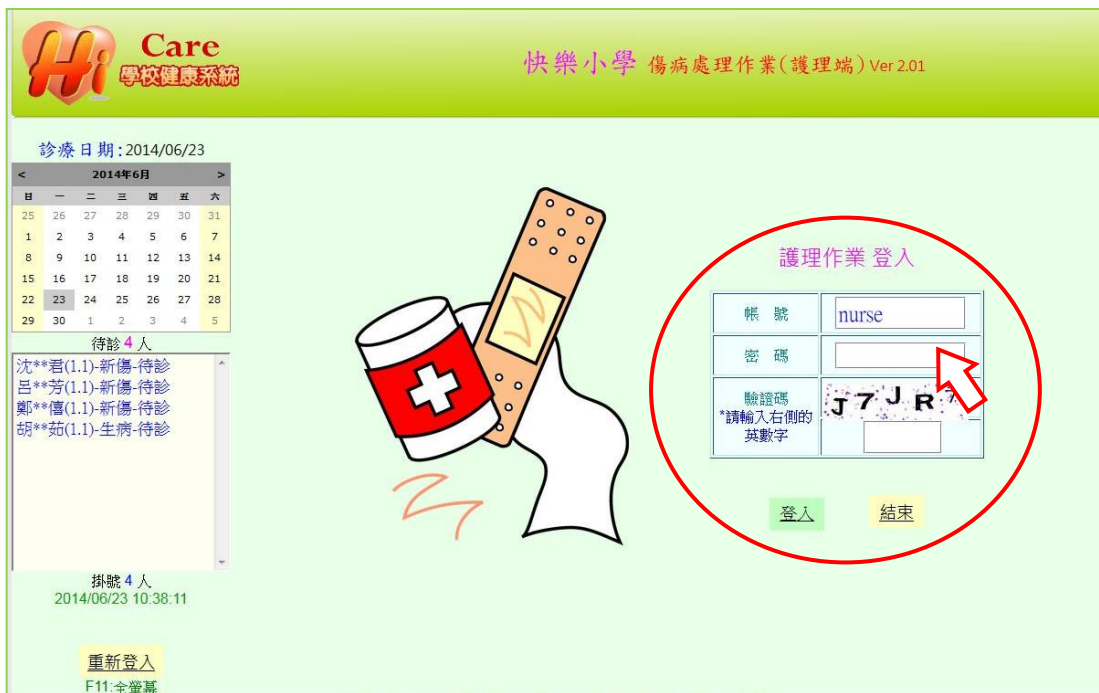 Hi Care
學校健康系統
快樂小學 傷病處理作業(護理端) Ver 2.01
診療日期:2014/06/23
< 2014年6月 >
日 一 二 三 四 五 六
25 26 27 28 29 30 31
1 2 3 4 5 6 7
8 9 10 11 12 13 14
15 16 17 18 19 20 21
22 23 24 25 26 27 28
29 30 1 2 3 4 5
待診 4 人
沈**君(1.1)-新傷-待診
呂**芳(1.1)-新傷-待診
鄭**僖(1.1)-新傷-待診
胡**茹(1.1)-生病-待診
掛號 4 人
2014/06/23 10:38:11
重新登入
F11:全螢幕
護理作業 登入
帳 號
nurse
密 碼
驗證碼
*請輸入右側的
英數字
J 7 J R
登入 結束